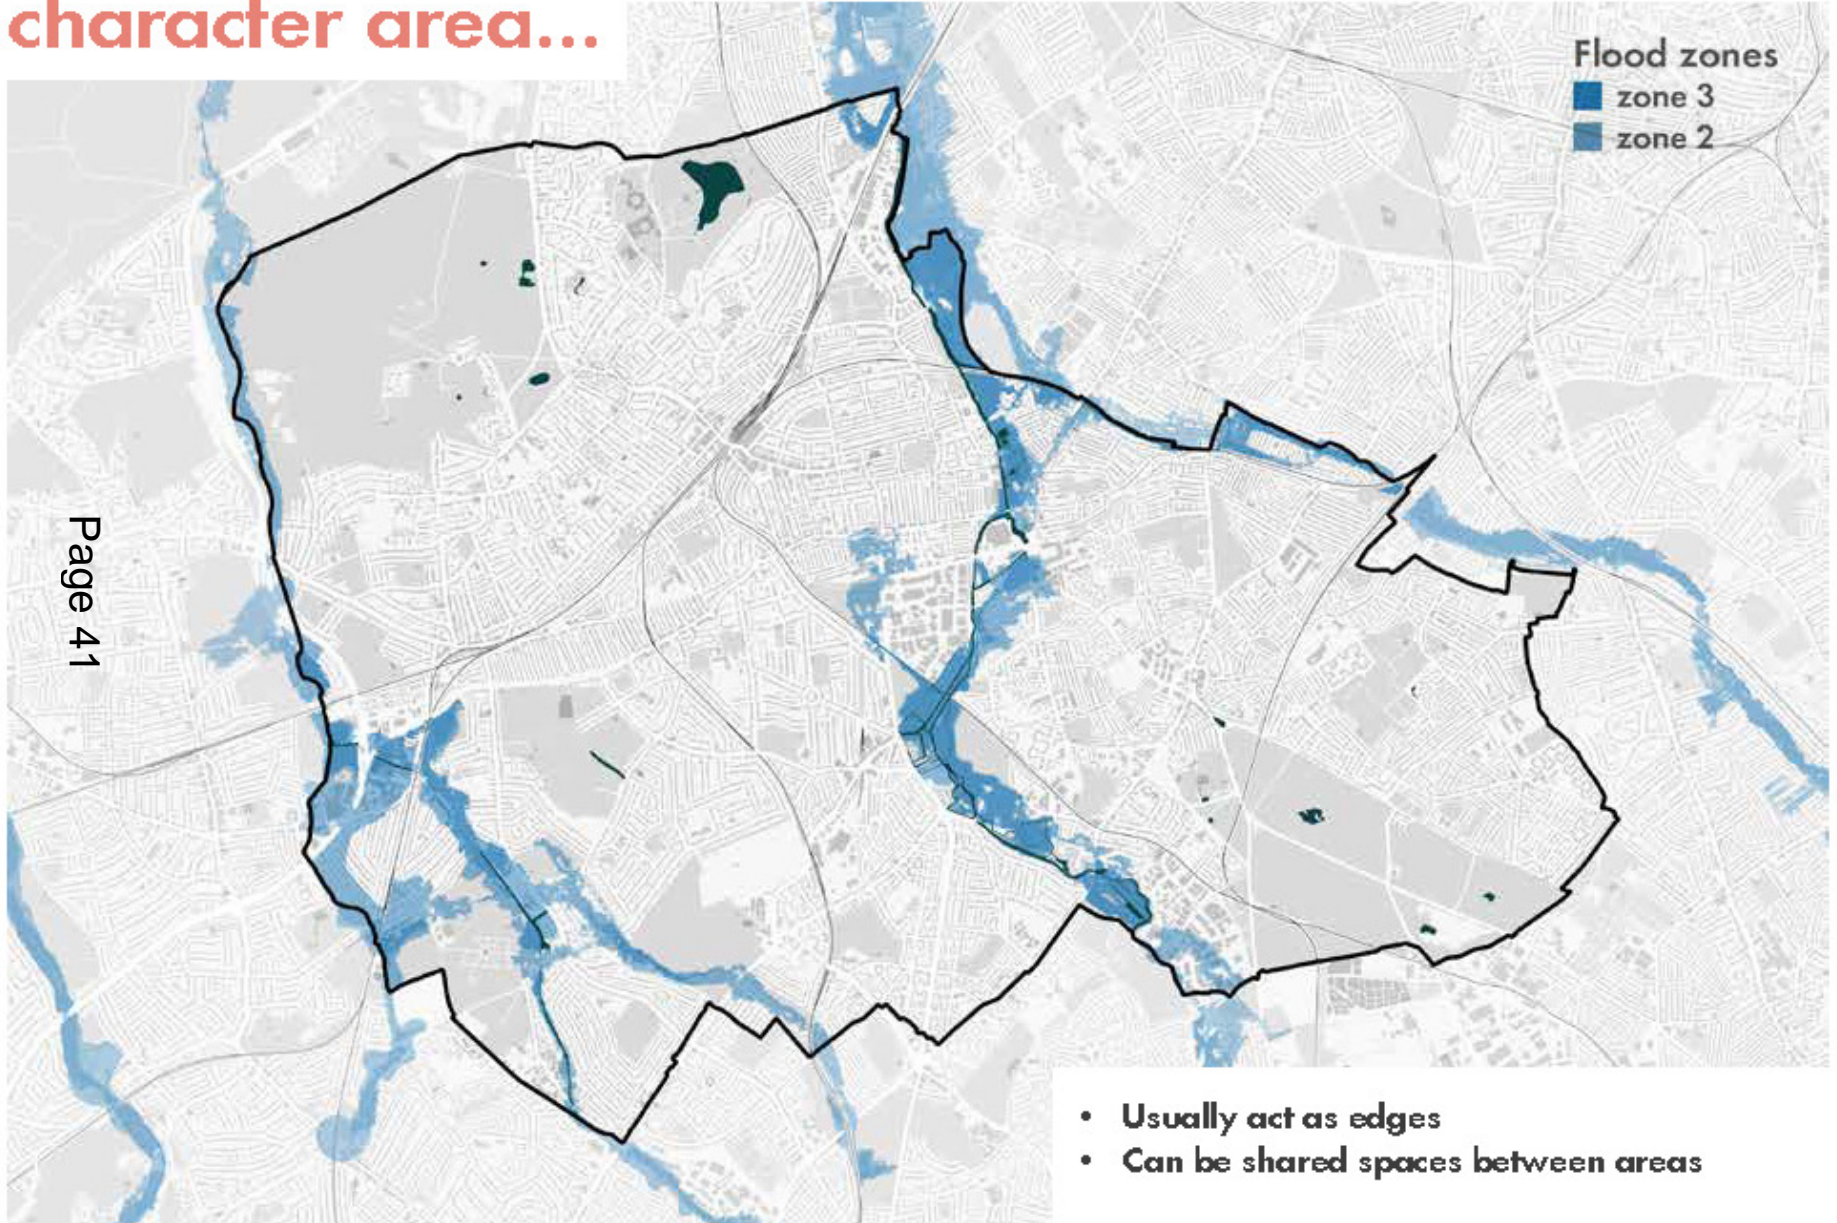 character area...
Flood zones
zone 3
zone 2
Page 41
• Usually act as edges
• Can be shared spaces between areas